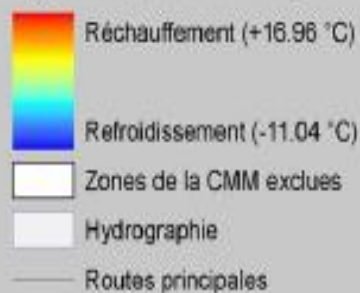 Réchauffement (+16.96 °C)
Refroidissement (-11.04 °C)
Zones de la CMM exclues
Hydrographie
Routes principales